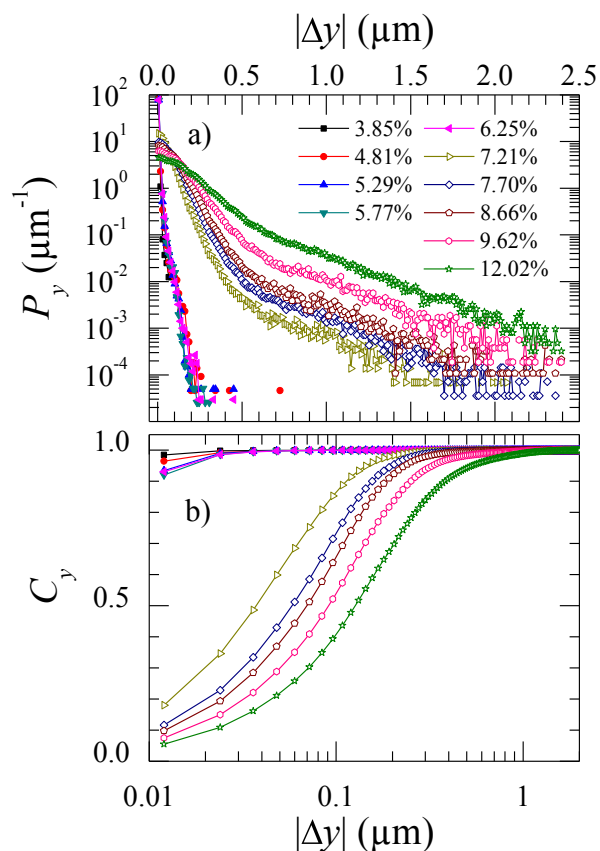 |Δy| (µm)
0.0 0.5 1.0 1.5 2.0 2.5
10²
10¹
10⁰
10⁻¹
10⁻²
10⁻³
10⁻⁴
P_y (µm⁻¹)
a)
3.85% 6.25%
4.81% 7.21%
5.29% 7.70%
5.77% 8.66%
9.62%
12.02%
1.0
0.5
0.0
C_y
b)
0.01 0.1 1
|Δy| (µm)